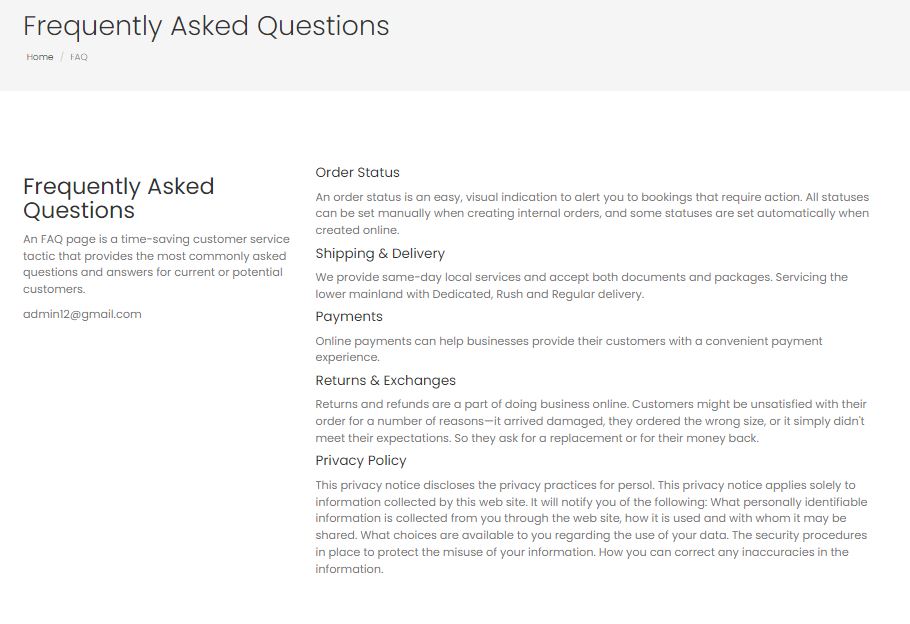 Frequently Asked Questions
Home / FAQ
Frequently Asked
Questions
An FAQ page is a time-saving customer service
tactic that provides the most commonly asked
questions and answers for current or potential
customers.
admin12@gmail.com
Order Status
An order status is an easy, visual indication to alert you to bookings that require action. All statuses
can be set manually when creating internal orders, and some statuses are set automatically when
created online.
Shipping & Delivery
We provide same-day local services and accept both documents and packages. Servicing the
lower mainland with Dedicated, Rush and Regular delivery.
Payments
Online payments can help businesses provide their customers with a convenient payment
experience.
Returns & Exchanges
Returns and refunds are a part of doing business online. Customers might be unsatisfied with their
order for a number of reasons—it arrived damaged, they ordered the wrong size, or it simply didn't
meet their expectations. So they ask for a replacement or for their money back.
Privacy Policy
This privacy notice discloses the privacy practices for persol. This privacy notice applies solely to
information collected by this web site. It will notify you of the following: What personally identifiable
information is collected from you through the web site, how it is used and with whom it may be
shared. What choices are available to you regarding the use of your data. The security procedures
in place to protect the misuse of your information. How you can correct any inaccuracies in the
information.